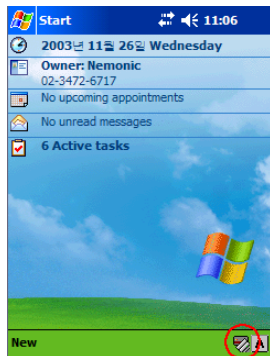 Start 11:06
2003년 11월 26일 Wednesday
Owner: Nemonic
02-3472-6717
No upcoming appointments
No unread messages
6 Active tasks
New A